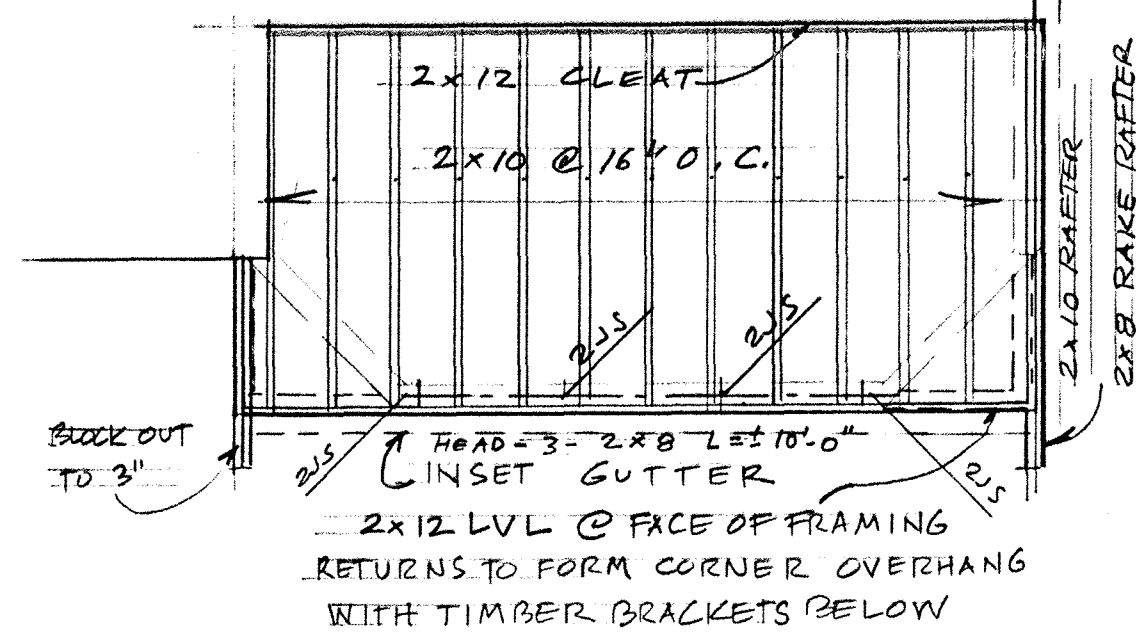 2x12 CLEAT
2x10 @ 16" O.C.
2x10 RAFTER
2x8 RAKE RAFTER
2JS
2JS
BLOCK OUT
TO 3"
2JS
HEAD = 3 - 2x8 L = ± 10'-0"
2JS
INSET GUTTER
2x12 LVL @ FACE OF FRAMING
RETURNS TO FORM CORNER OVERHANG
WITH TIMBER BRACKETS BELOW